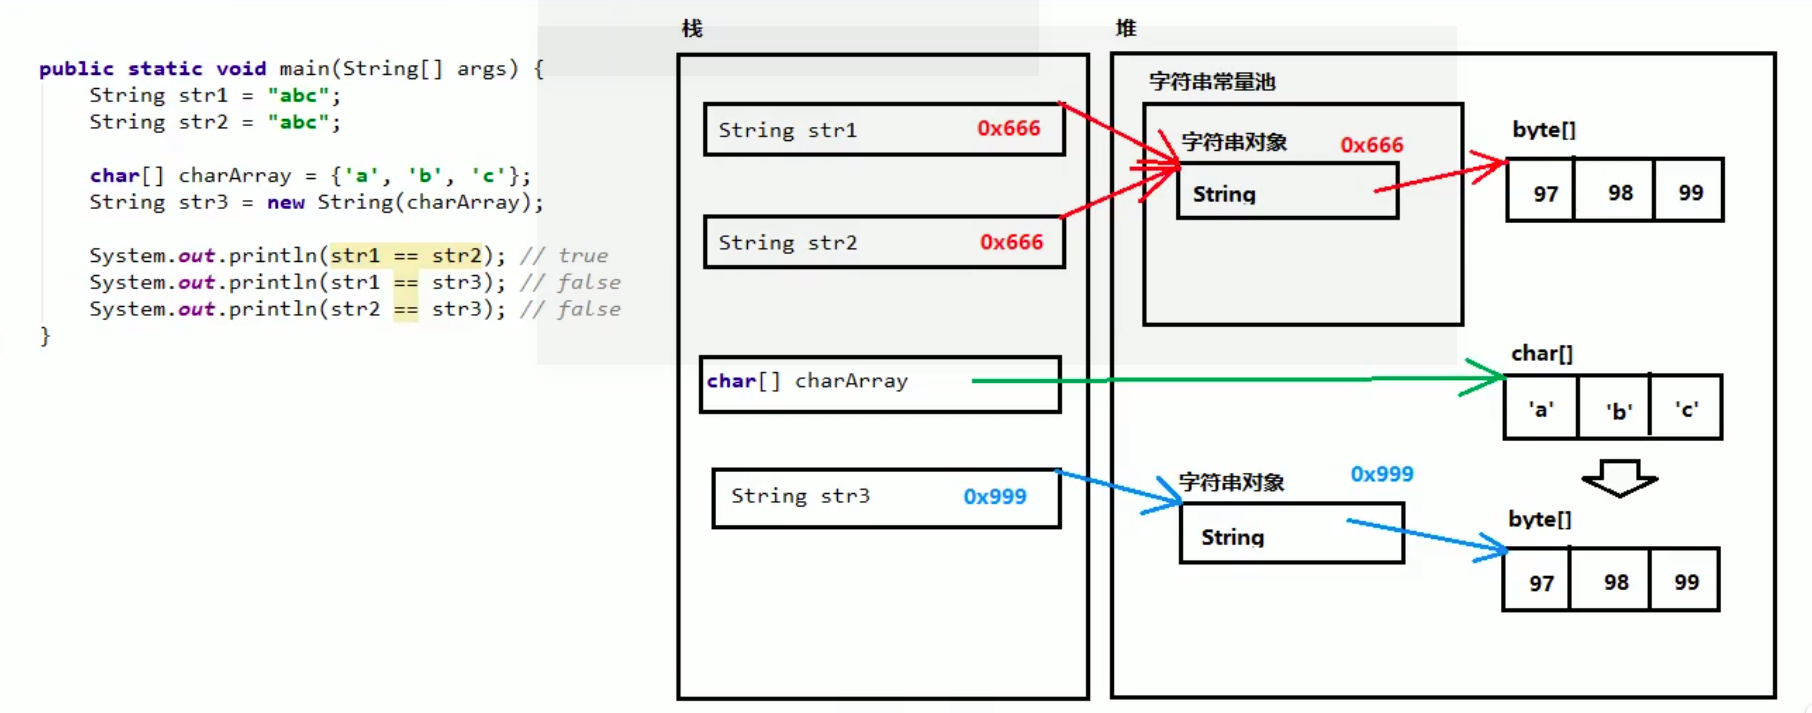 public static void main(String[] args) {
String str1 = "abc";
String str2 = "abc";
char[] charArray = {'a', 'b', 'c'};
String str3 = new String(charArray);
System.out.println(str1 == str2); // true
System.out.println(str1 == str3); // false
System.out.println(str2 == str3); // false
}
栈
String str1 0x666
String str2 0x666
char[] charArray
String str3 0x999
堆
字符串常量池
字符串对象 0x666
String
byte[]
97 98 99
char[]
'a' 'b' 'c'
字符串对象 0x999
String
byte[]
97 98 99